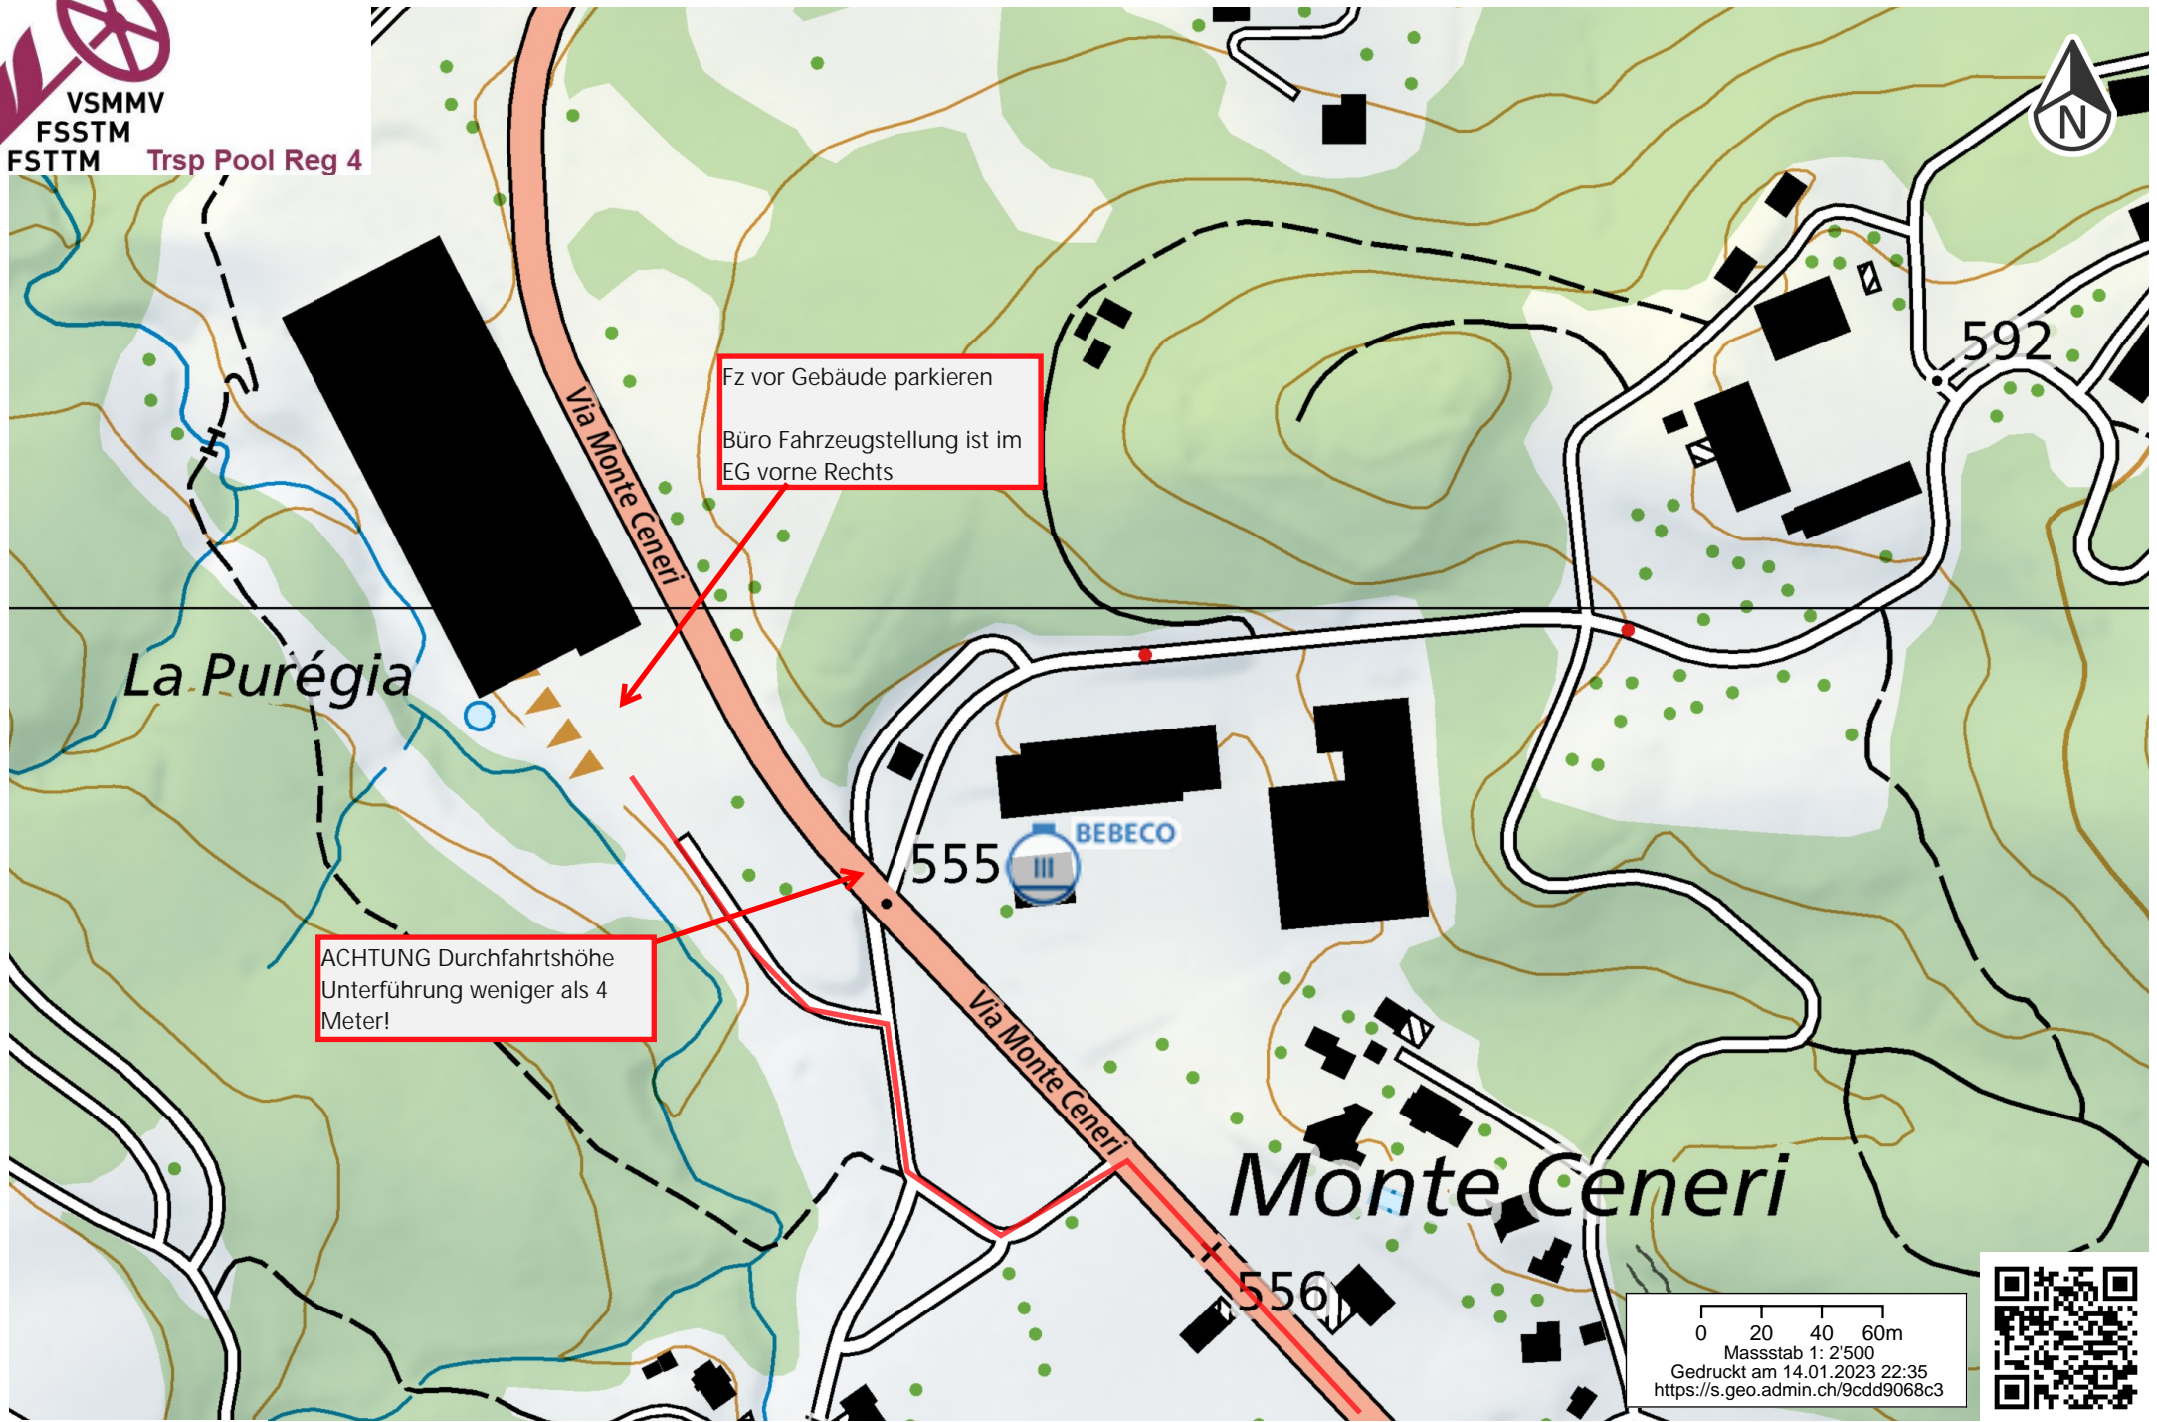 VSMMV
FSSTM
FSTTM Trsp Pool Reg 4
N
592
Via Monte Ceneri
Fz vor Gebäude parkieren
Büro Fahrzeugstellung ist im
EG vorne Rechts
La Purégia
555
BEBECO
ACHTUNG Durchfahrtshöhe
Unterführung weniger als 4
Meter!
Via Monte Ceneri
Monte Ceneri
556
0 20 40 60m
Massstab 1: 2'500
Gedruckt am 14.01.2023 22:35
https://s.geo.admin.ch/9cdd9068c3